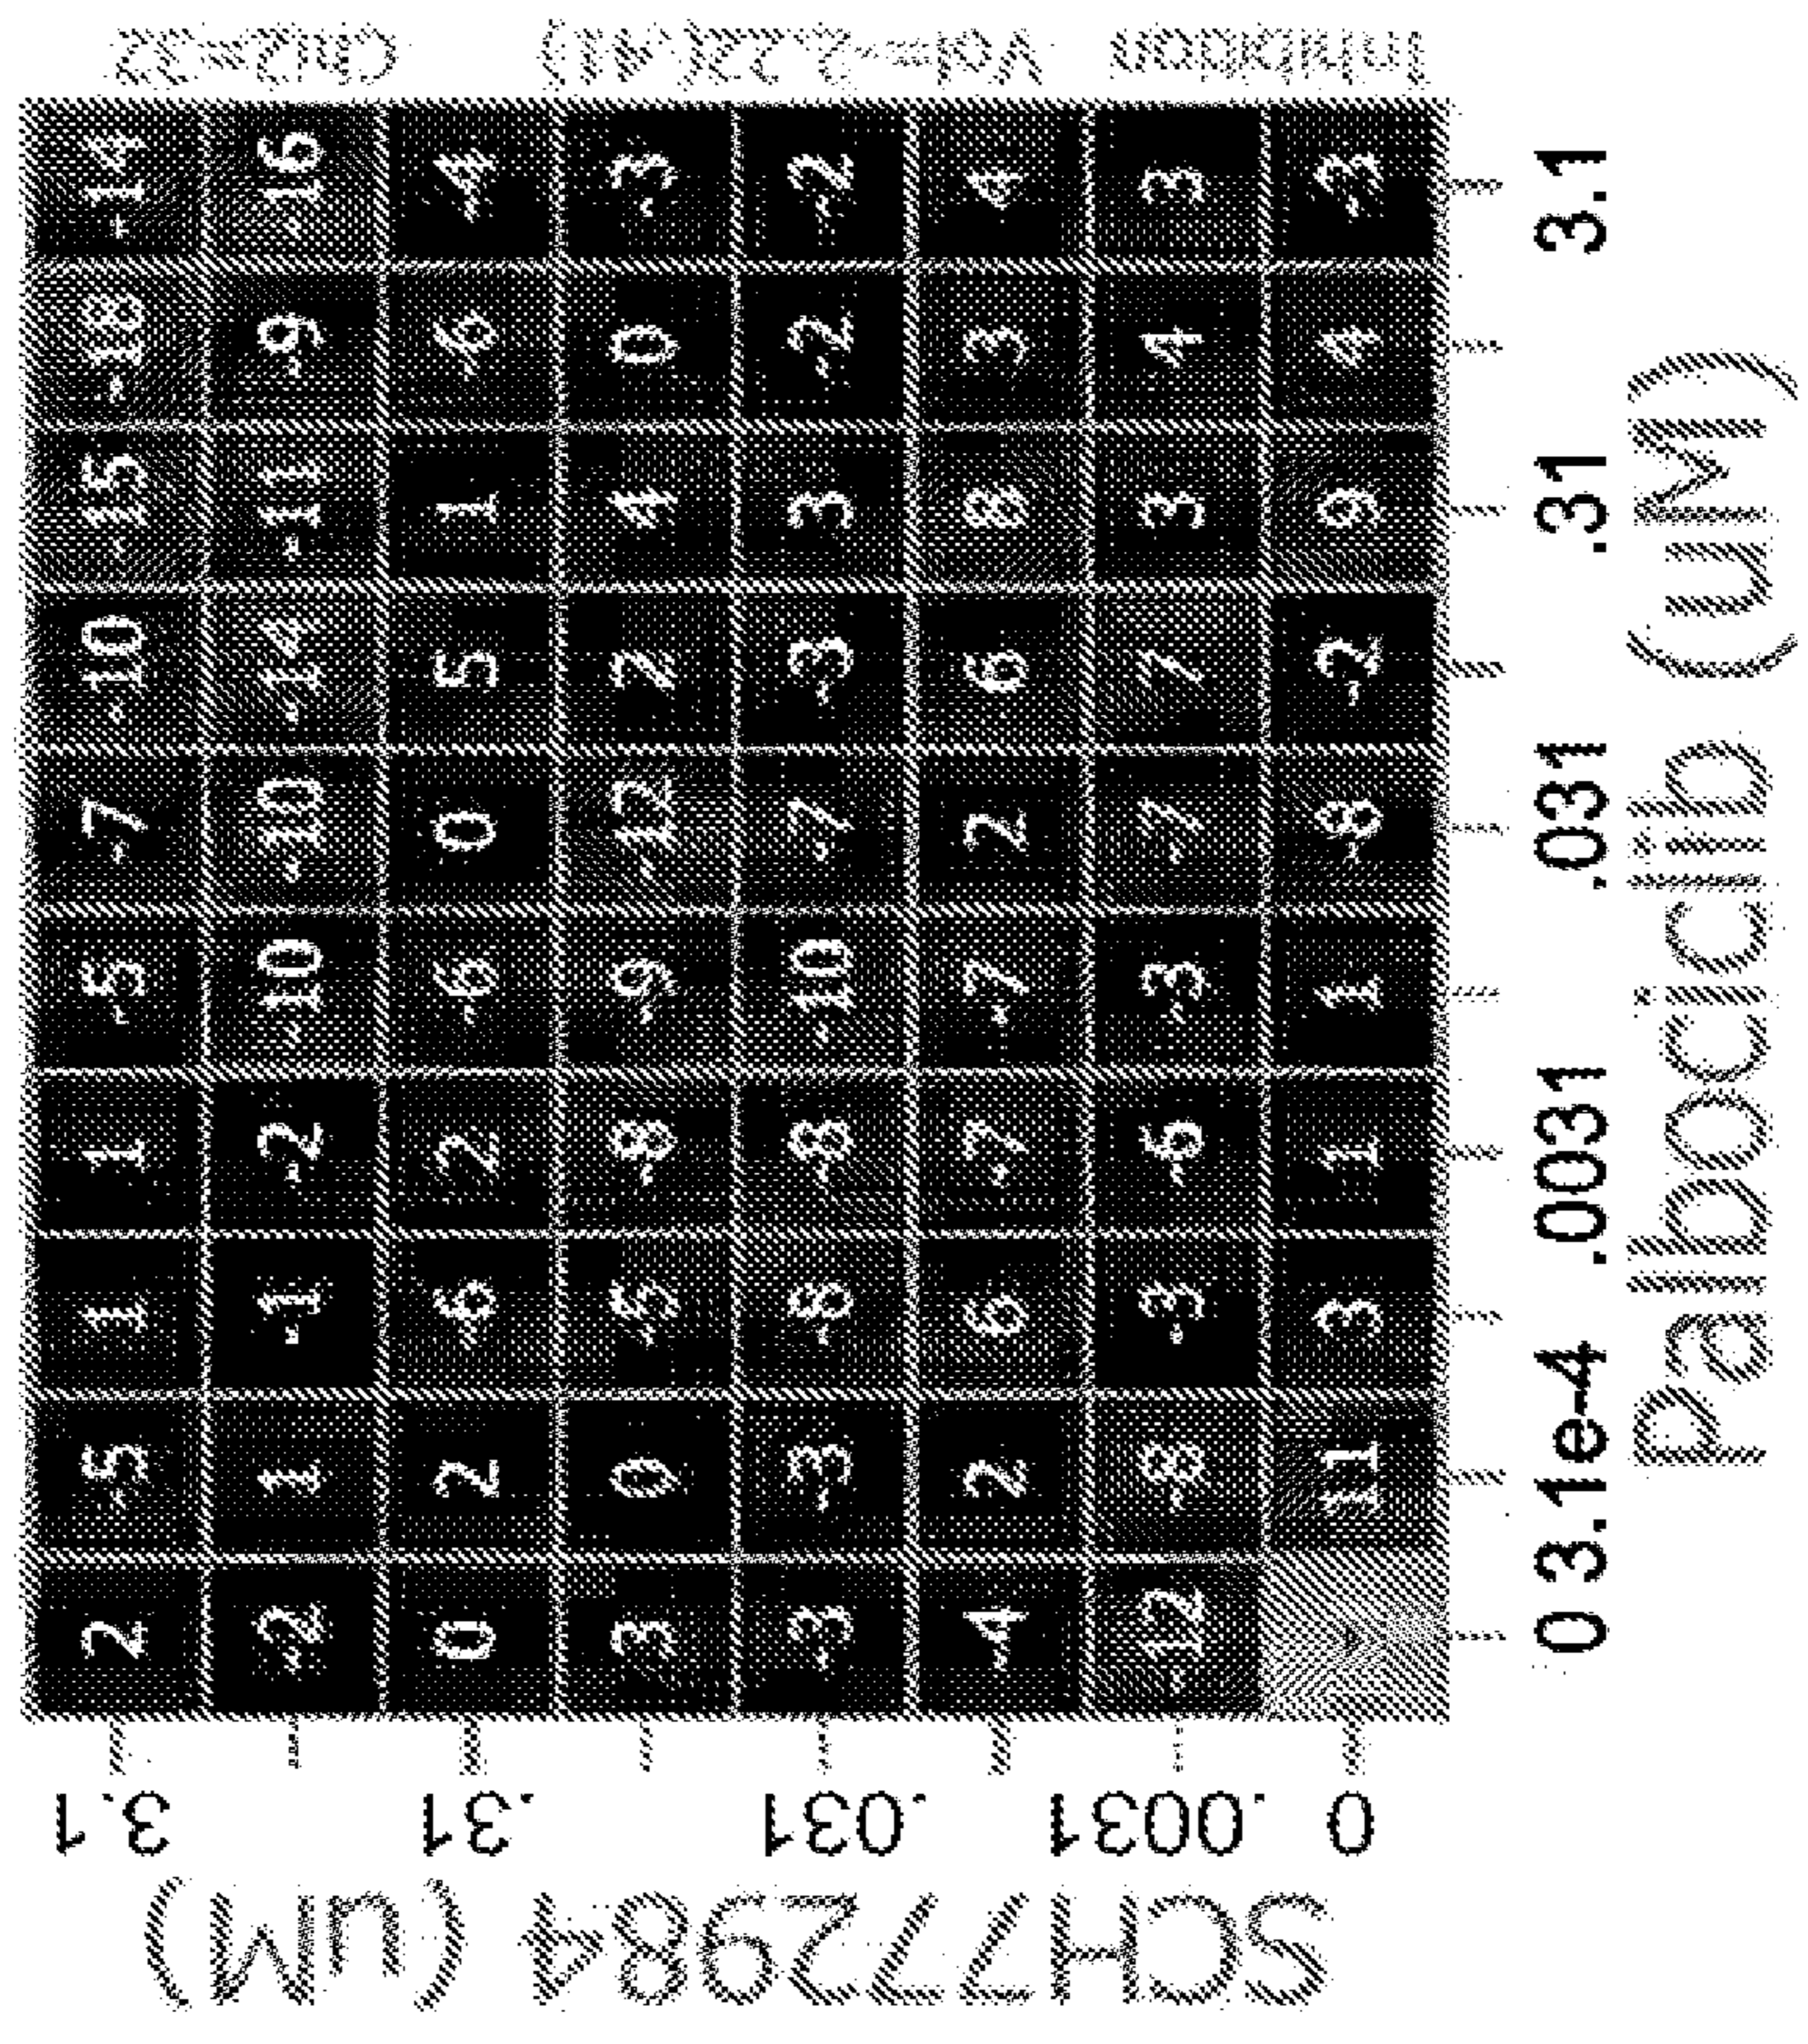 SCH772984 (uM)
3.1 2 -5 1 1 -5 -7 -10 -15 -18 -14
-2 1 -1 -2 -10 -10 -14 -11 -9 -16
.31 0 2 -6 2 -6 0 5 1 -6 -4
3 0 -5 -8 -9 -12 2 4 0 -3
.031 -3 -3 -8 -8 -10 -7 -3 3 -2 -2
-4 2 6 -7 -7 2 6 8 3 -4
.0031 -12 -8 -3 -6 -3 -7 7 3 4 3
0 11 3 1 1 -8 -2 9 4 -3
0 3.1e-4 .0031 .031 .31 3.1
Palbociclib (uM)
Inhibition
Vol=-2.22(.41)
Chi2=32